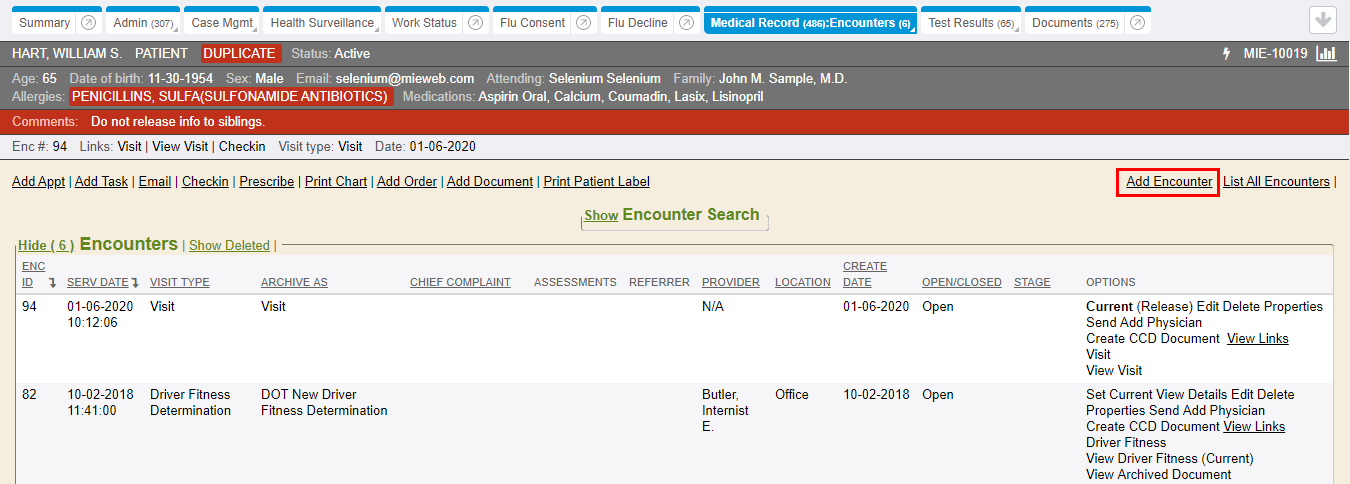 Summary Admin (307) Case Mgmt Health Surveillance Work Status Flu Consent Flu Decline Medical Record (486):Encounters (6) Test Results (65) Documents (275)
HART, WILLIAM S. PATIENT DUPLICATE Status: Active MIE-10019
Age: 65 Date of birth: 11-30-1954 Sex: Male Email: selenium@mieweb.com Attending: Selenium Selenium Family: John M. Sample, M.D.
Allergies: PENICILLINS, SULFA(SULFONAMIDE ANTIBIOTICS) Medications: Aspirin Oral, Calcium, Coumadin, Lasix, Lisinopril
Comments: Do not release info to siblings.
Enc #: 94 Links: Visit | View Visit | Checkin Visit type: Visit Date: 01-06-2020
Add Appt | Add Task | Email | Checkin | Prescribe | Print Chart | Add Order | Add Document | Print Patient Label Add Encounter List All Encounters |
Show Encounter Search
Hide ( 6 ) Encounters | Show Deleted |
ENC CREATE
ID SERV DATE VISIT TYPE ARCHIVE AS CHIEF COMPLAINT ASSESSMENTS REFERRER PROVIDER LOCATION DATE OPEN/CLOSED STAGE OPTIONS
94 01-06-2020 Visit Visit N/A 01-06-2020 Open Current (Release) Edit Delete Properties
10:12:06 Send Add Physician
Create CCD Document View Links
Visit
View Visit
82 10-02-2018 Driver Fitness DOT New Driver Butler, Office 10-02-2018 Open Set Current View Details Edit Delete
11:41:00 Determination Fitness Determination Internist Properties Send Add Physician
E. Create CCD Document View Links
Driver Fitness
View Driver Fitness (Current)
View Archived Document